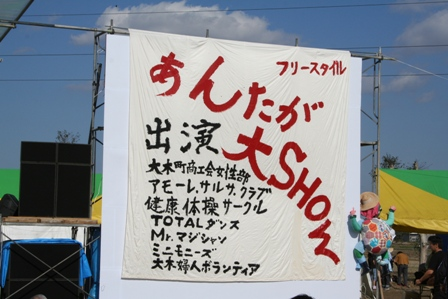 フリースタイル
あんたが
大SHOW
出演
大木町商工会女性部
アモーレ,サルサ,クラブ
健康体操サークル
TOTALダンス
Mr.マジシャン
ミニモニーズ
大木婦人ボランティア